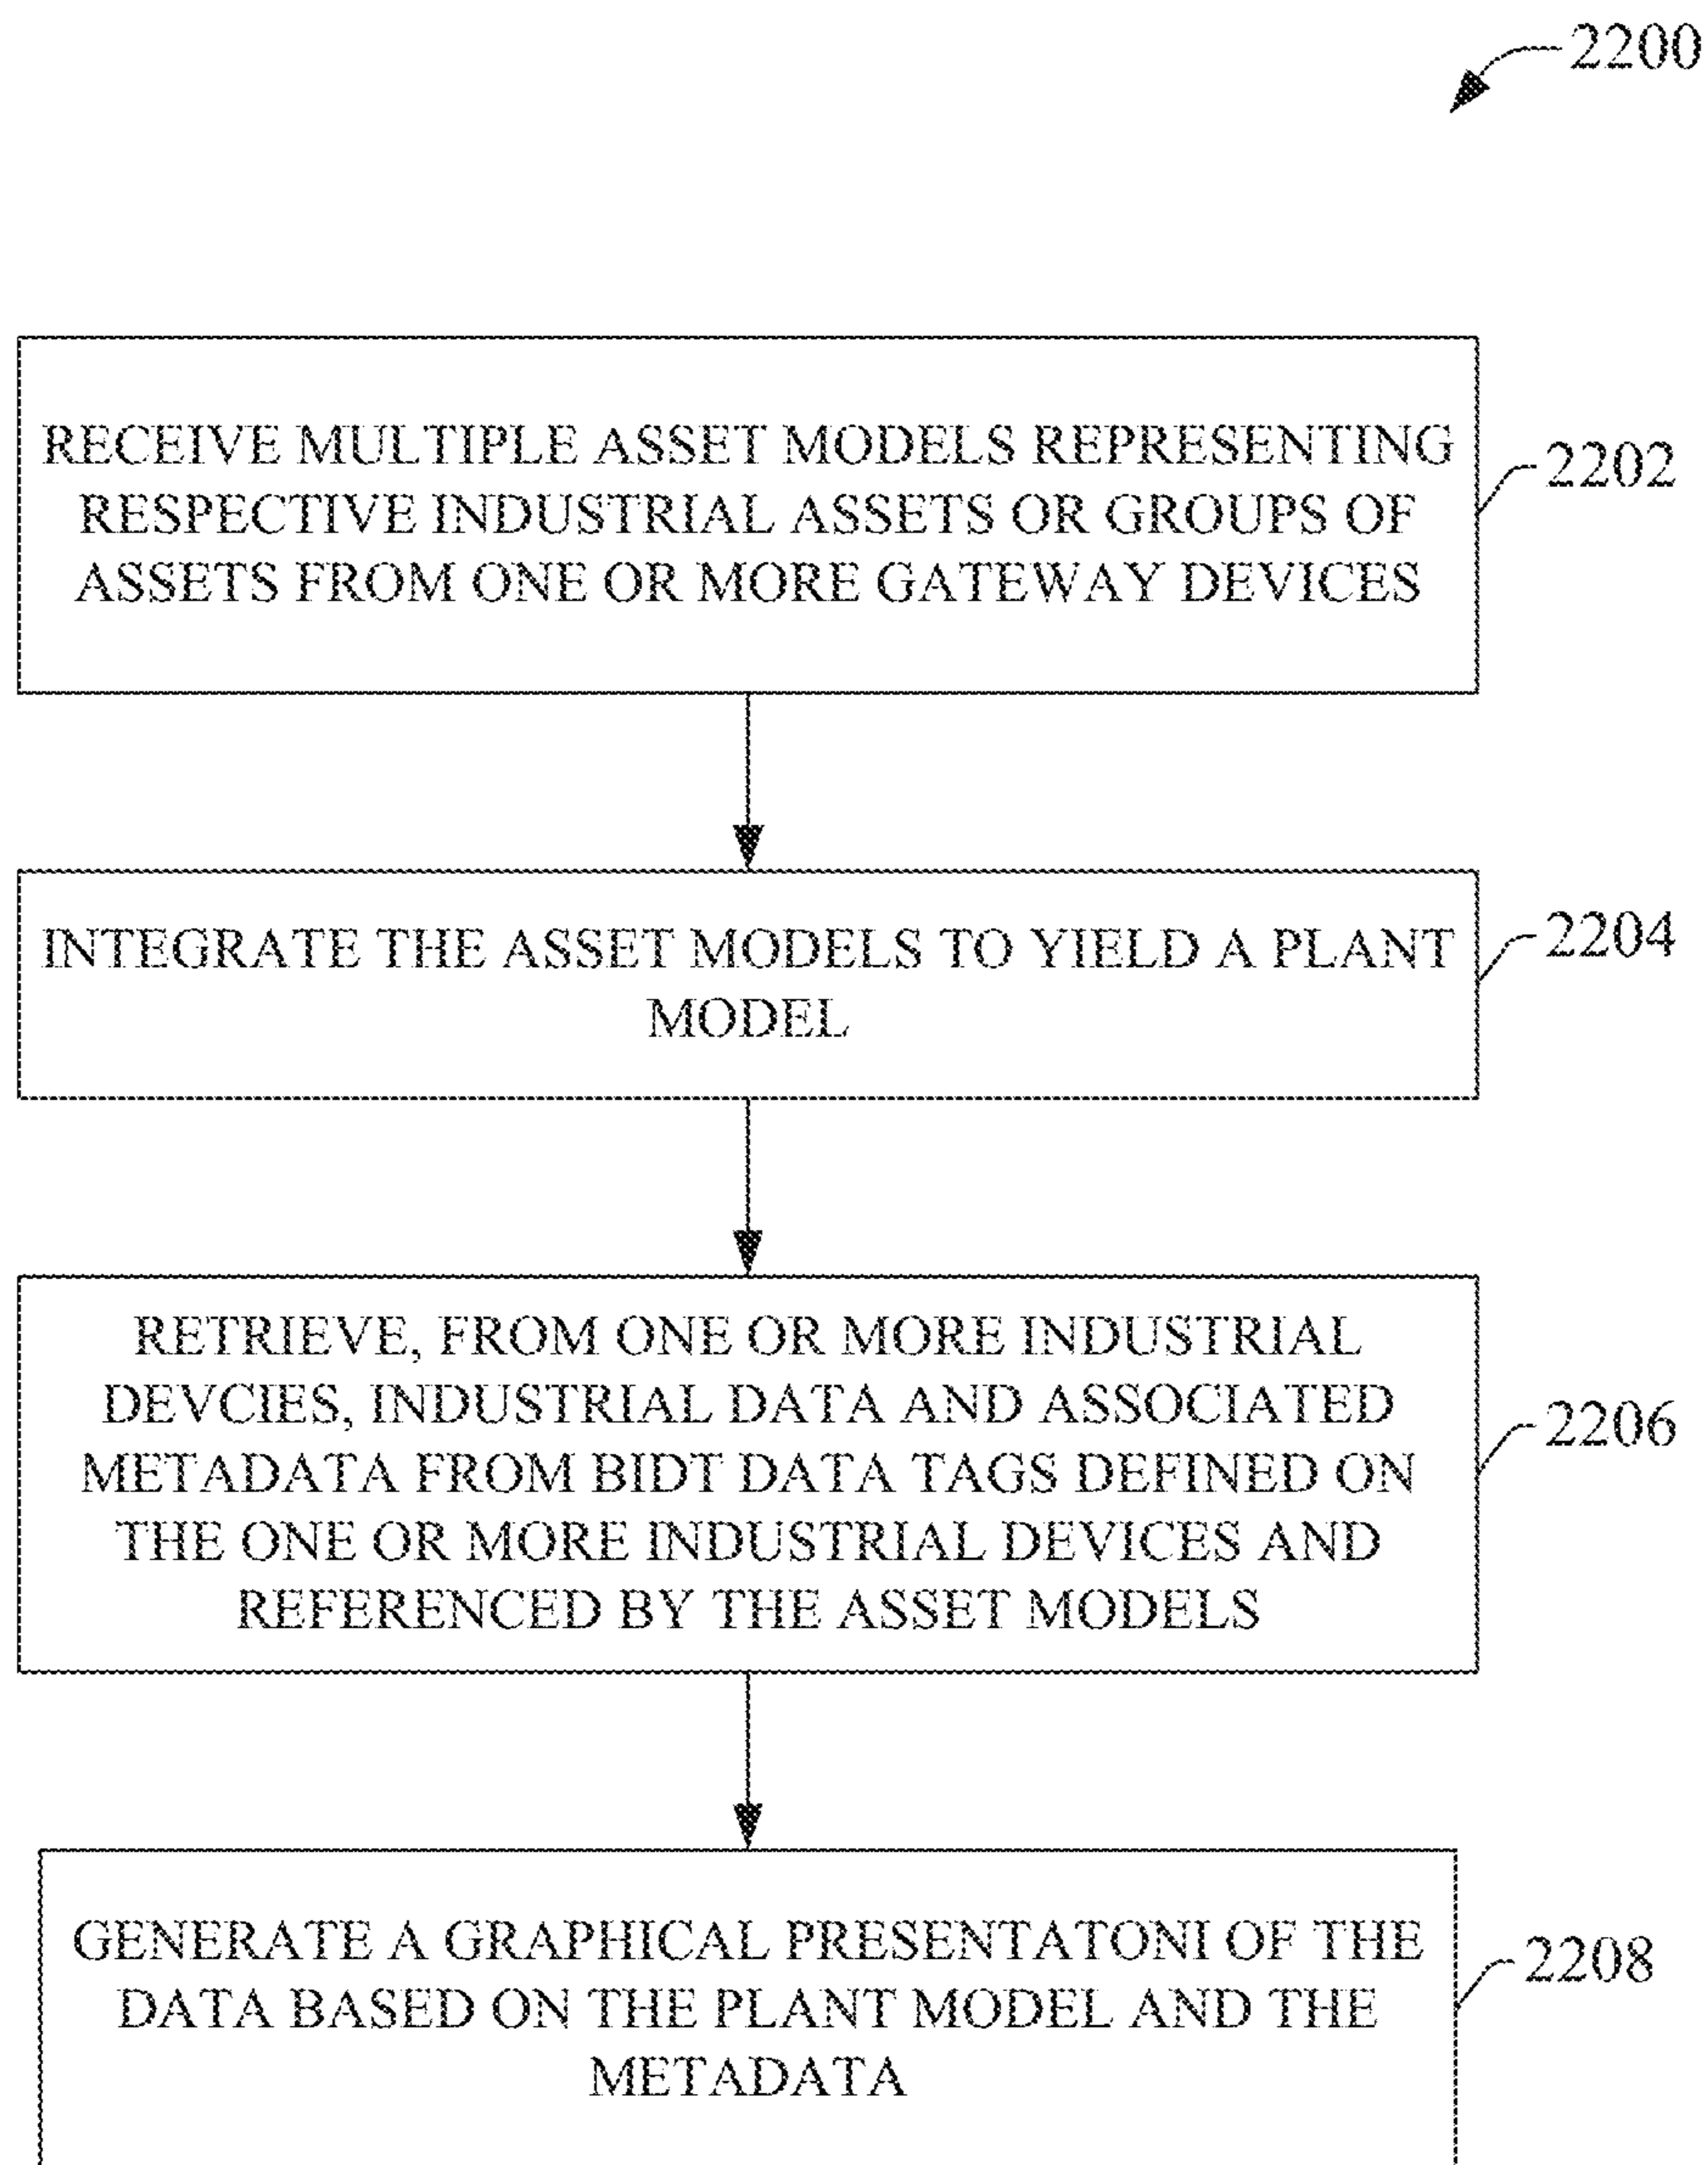 2200
RECEIVE MULTIPLE ASSET MODELS REPRESENTING
RESPECTIVE INDUSTRIAL ASSETS OR GROUPS OF
ASSETS FROM ONE OR MORE GATEWAY DEVICES
2202
INTEGRATE THE ASSET MODELS TO YIELD A PLANT
MODEL
2204
RETRIEVE, FROM ONE OR MORE INDUSTRIAL
DEVCIES, INDUSTRIAL DATA AND ASSOCIATED
METADATA FROM BIDT DATA TAGS DEFINED ON
THE ONE OR MORE INDUSTRIAL DEVICES AND
REFERENCED BY THE ASSET MODELS
2206
GENERATE A GRAPHICAL PRESENTATONI OF THE
DATA BASED ON THE PLANT MODEL AND THE
METADATA
2208